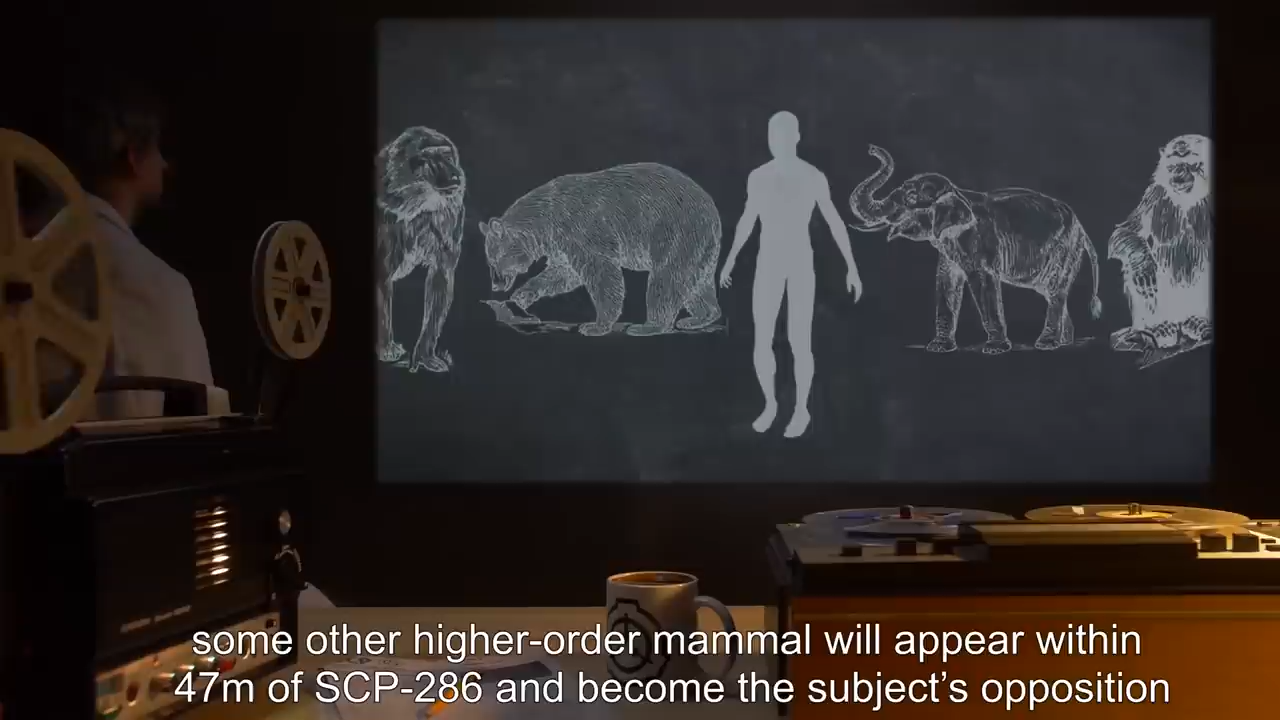 some other higher-order mammal will appear within
47m of SCP-286 and become the subject’s opposition